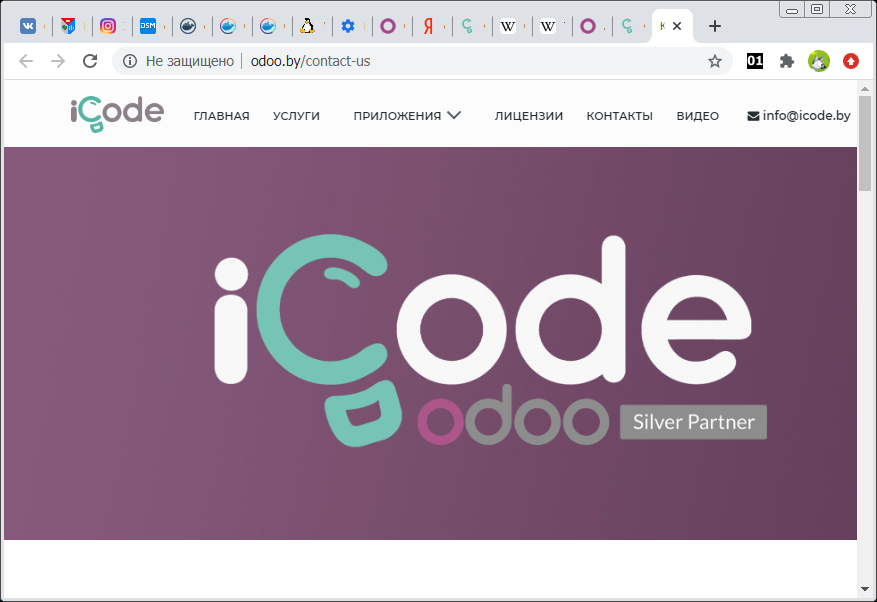 DSM
Я
W
W
К
Не защищено
odoo.by/contact-us
01
iCode
ГЛАВНАЯ
УСЛУГИ
ПРИЛОЖЕНИЯ
ЛИЦЕНЗИИ
КОНТАКТЫ
ВИДЕО
info@icode.by
iCode
odoo Silver Partner